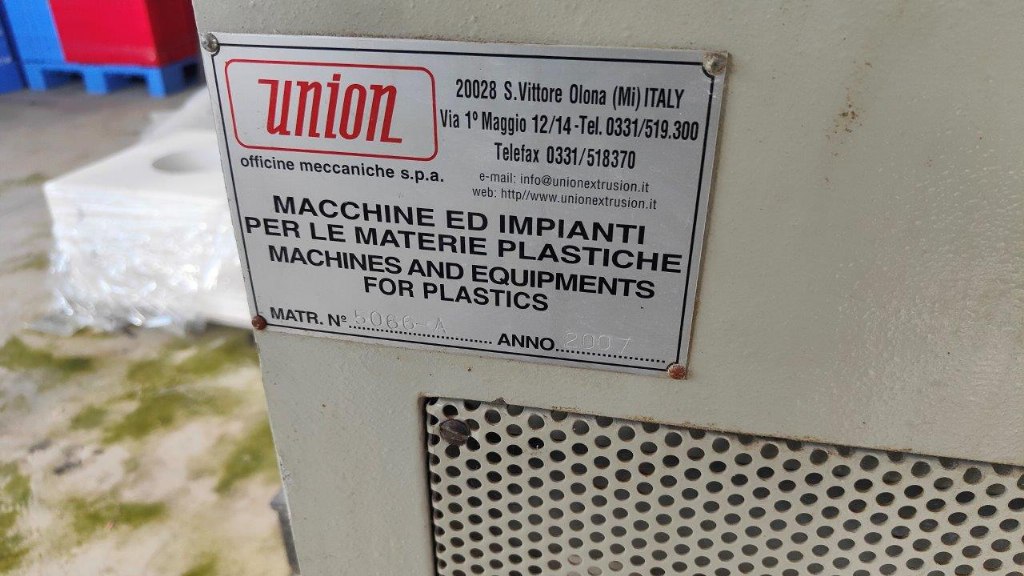 union
officine meccaniche s.p.a.
20028 S.Vittore Olona (Mi) ITALY
Via 1° Maggio 12/14-Tel. 0331/519.300
Telefax 0331/518370
e-mail: info@unionextrusion.it
web: http//www.unionextrusion.it
MACCHINE ED IMPIANTI
PER LE MATERIE PLASTICHE
MACHINES AND EQUIPMENTS
FOR PLASTICS
MATR. N° 5066-A ANNO 2007